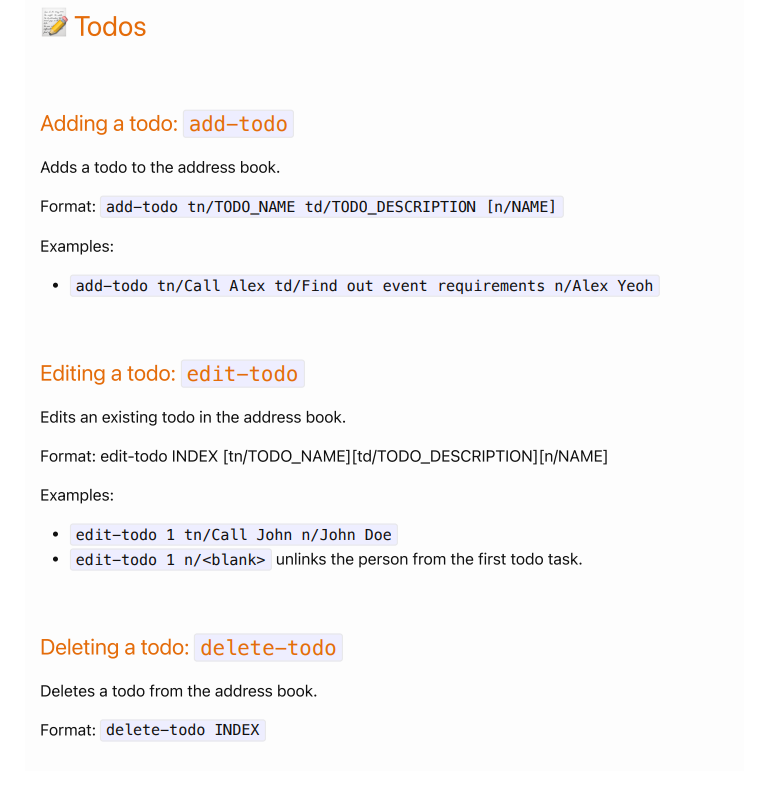 📝 Todos
Adding a todo: add-todo
Adds a todo to the address book.
Format: add-todo tn/TODO_NAME td/TODO_DESCRIPTION [n/NAME]
Examples:
• add-todo tn/Call Alex td/Find out event requirements n/Alex Yeoh
Editing a todo: edit-todo
Edits an existing todo in the address book.
Format: edit-todo INDEX [tn/TODO_NAME][td/TODO_DESCRIPTION][n/NAME]
Examples:
• edit-todo 1 tn/Call John n/John Doe
• edit-todo 1 n/<blank> unlinks the person from the first todo task.
Deleting a todo: delete-todo
Deletes a todo from the address book.
Format: delete-todo INDEX